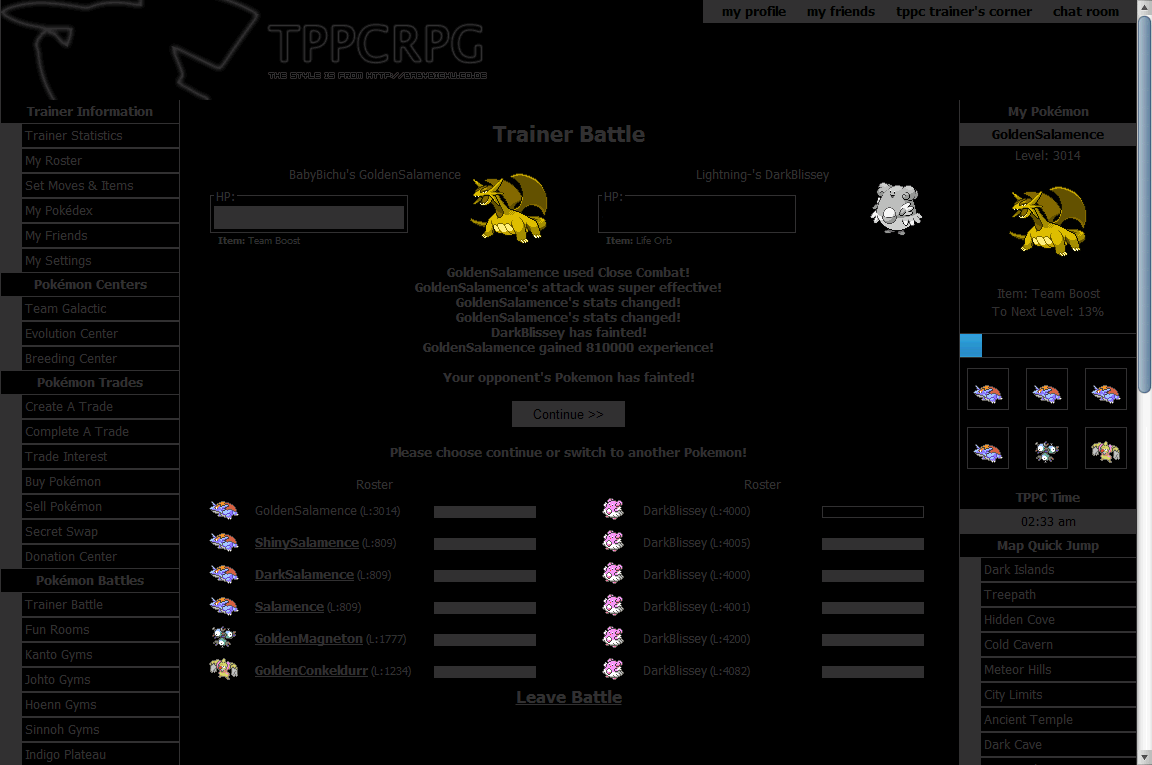 my profile my friends tppc trainer's corner chat room
TPPCRPG
THE STYLE IS FROM HTTP://BABYBICHU.CO.DE
Trainer Information
Trainer Statistics
My Roster
Set Moves & Items
My Pokédex
My Friends
My Settings
Pokémon Centers
Team Galactic
Evolution Center
Breeding Center
Pokémon Trades
Create A Trade
Complete A Trade
Trade Interest
Buy Pokémon
Sell Pokémon
Secret Swap
Donation Center
Pokémon Battles
Trainer Battle
Fun Rooms
Kanto Gyms
Johto Gyms
Hoenn Gyms
Sinnoh Gyms
Indigo Plateau
Trainer Battle
BabyBichu's GoldenSalamence
HP:
Item: Team Boost
Lightning-'s DarkBlissey
HP:
Item: Life Orb
GoldenSalamence used Close Combat!
GoldenSalamence's attack was super effective!
GoldenSalamence's stats changed!
GoldenSalamence's stats changed!
DarkBlissey has fainted!
GoldenSalamence gained 810000 experience!
Your opponent's Pokemon has fainted!
Continue >>
Please choose continue or switch to another Pokemon!
Roster
GoldenSalamence (L:3014)
ShinySalamence (L:809)
DarkSalamence (L:809)
Salamence (L:809)
GoldenMagneton (L:1777)
GoldenConkeldurr (L:1234)
Roster
DarkBlissey (L:4000)
DarkBlissey (L:4005)
DarkBlissey (L:4000)
DarkBlissey (L:4001)
DarkBlissey (L:4200)
DarkBlissey (L:4082)
Leave Battle
My Pokémon
GoldenSalamence
Level: 3014
Item: Team Boost
To Next Level: 13%
TPPC Time
02:33 am
Map Quick Jump
Dark Islands
Treepath
Hidden Cove
Cold Cavern
Meteor Hills
City Limits
Ancient Temple
Dark Cave